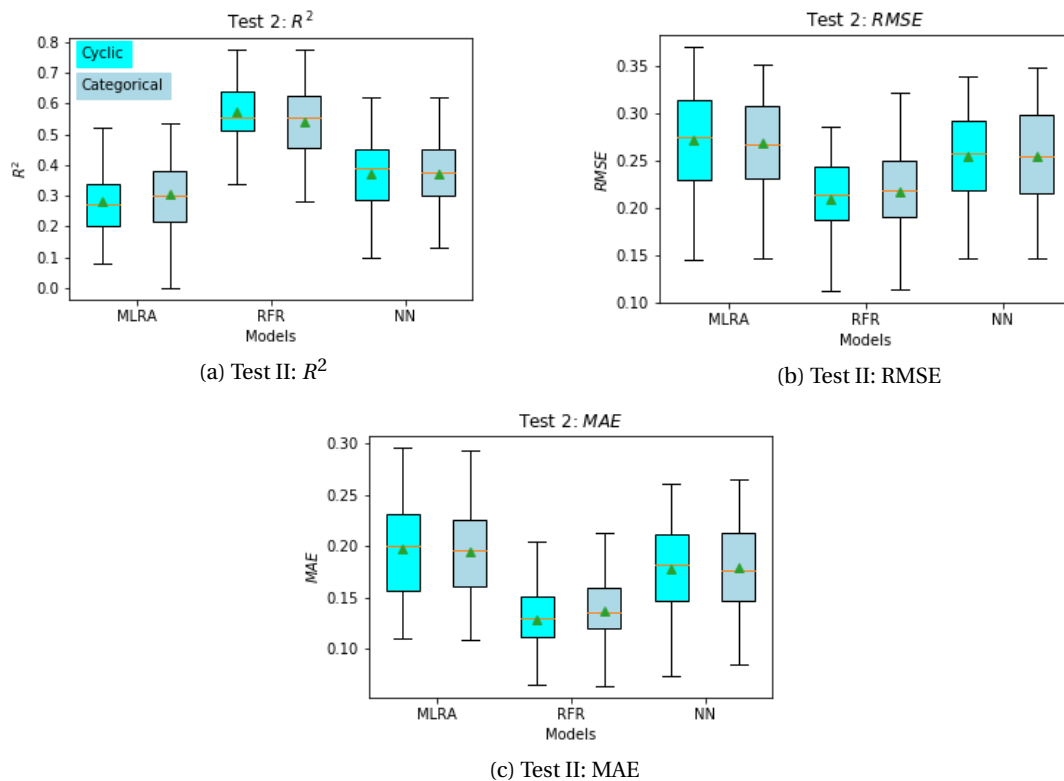 Test 2: R²
0.8
0.7
0.6
0.5
0.4
0.3
0.2
0.1
0.0
R²
Cyclic
Categorical
MLRA RFR NN
Models
(a) Test II: R²
Test 2: RMSE
0.35
0.30
0.25
0.20
0.15
0.10
RMSE
MLRA RFR NN
Models
(b) Test II: RMSE
Test 2: MAE
0.30
0.25
0.20
0.15
0.10
MAE
MLRA RFR NN
Models
(c) Test II: MAE